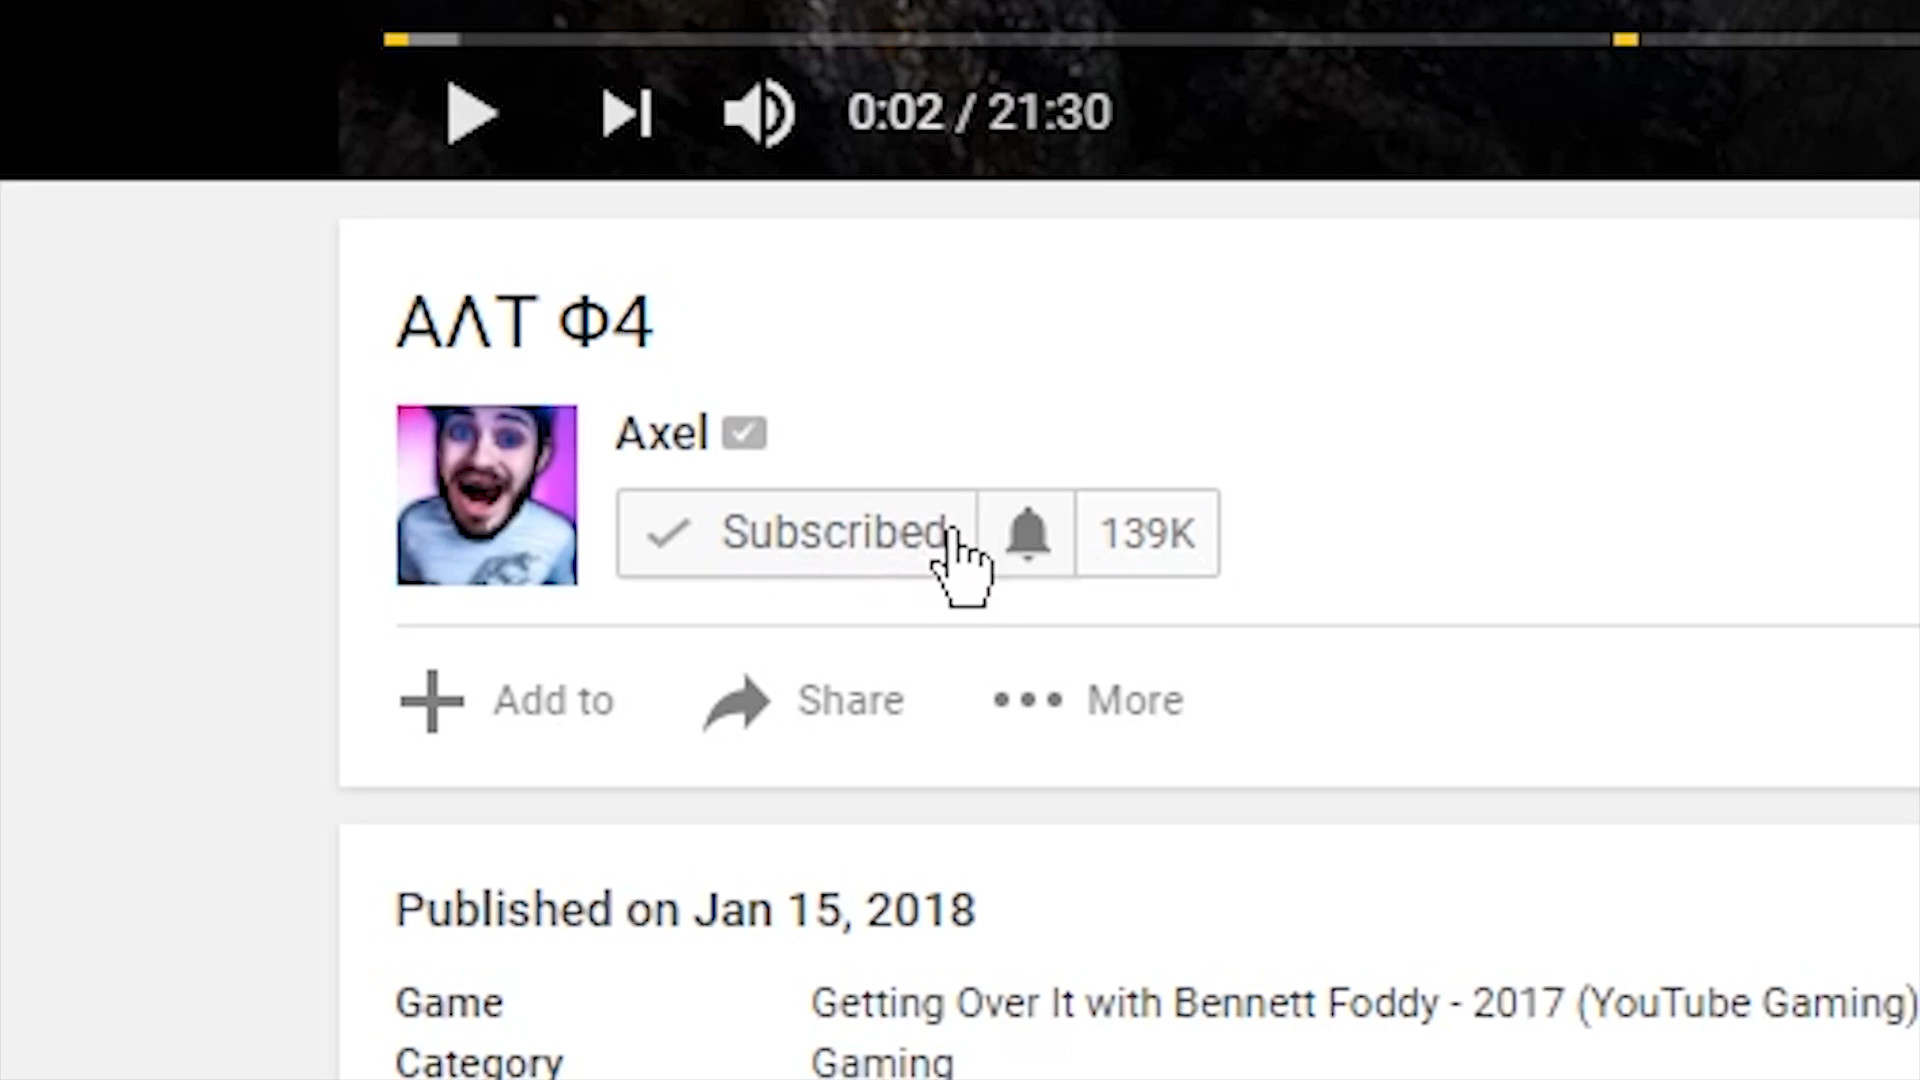 0:02 / 21:30
ΑΛΤ Φ4
Axel
Subscribed
139K
Add to
Share
More
Published on Jan 15, 2018
Game
Getting Over It with Bennett Foddy - 2017 (YouTube Gaming)
Category
Gaming